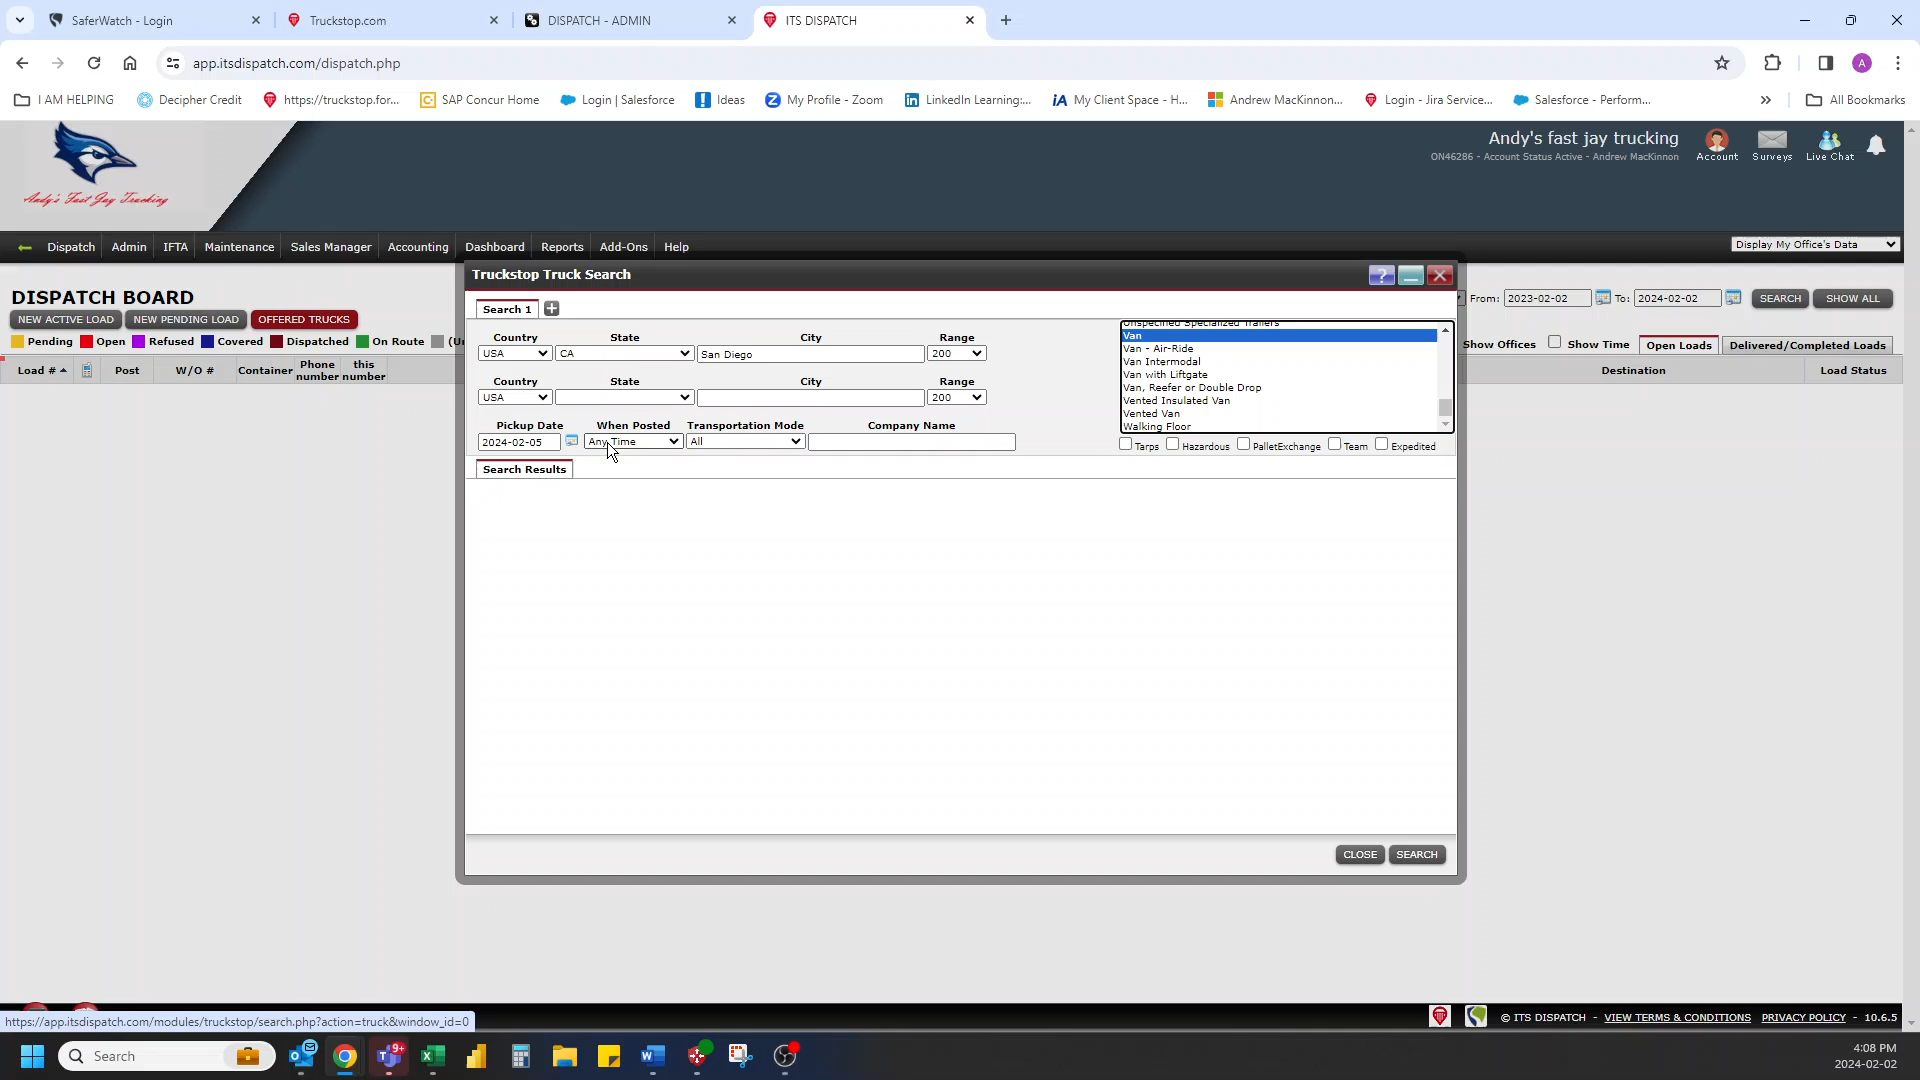 SaferWatch - Login
Truckstop.com
DISPATCH - ADMIN
ITS DISPATCH
app.itsdispatch.com/dispatch.php
A
I AM HELPING
Decipher Credit
https://truckstop.for...
SAP Concur Home
Login | Salesforce
Ideas
My Profile - Zoom
LinkedIn Learning:...
My Client Space - H...
Andrew MacKinnon...
Login - Jira Service...
Salesforce - Perform...
All Bookmarks
Andy's Fast Jay Trucking
Andy's fast jay trucking
ON46286 - Account Status Active - Andrew MacKinnon
Account
Surveys
Live Chat
Dispatch Admin IFTA Maintenance Sales Manager Accounting Dashboard Reports Add-Ons Help
Display My Office's Data
DISPATCH BOARD
NEW ACTIVE LOAD NEW PENDING LOAD OFFERED TRUCKS
From: 2023-02-02 To: 2024-02-02 SEARCH SHOW ALL
Pending Open Refused Covered Dispatched On Route (U
Show Offices Show Time Open Loads Delivered/Completed Loads
Load # Post W/O # Container Phone number this number
Destination Load Status
Truckstop Truck Search
?
Search 1
Country State City Range
USA CA San Diego 200
Country State City Range
USA 200
Pickup Date When Posted Transportation Mode Company Name
2024-02-05 Any Time All
Unspecified Specialized Trailers
Van
Van - Air-Ride
Van Intermodal
Van with Liftgate
Van, Reefer or Double Drop
Vented Insulated Van
Vented Van
Walking Floor
Tarps Hazardous PalletExchange Team Expedited
Search Results
CLOSE SEARCH
https://app.itsdispatch.com/modules/truckstop/search.php?action=truck&window_id=0
© ITS DISPATCH - VIEW TERMS & CONDITIONS PRIVACY POLICY - 10.6.5
Search
9+
4:08 PM
2024-02-02